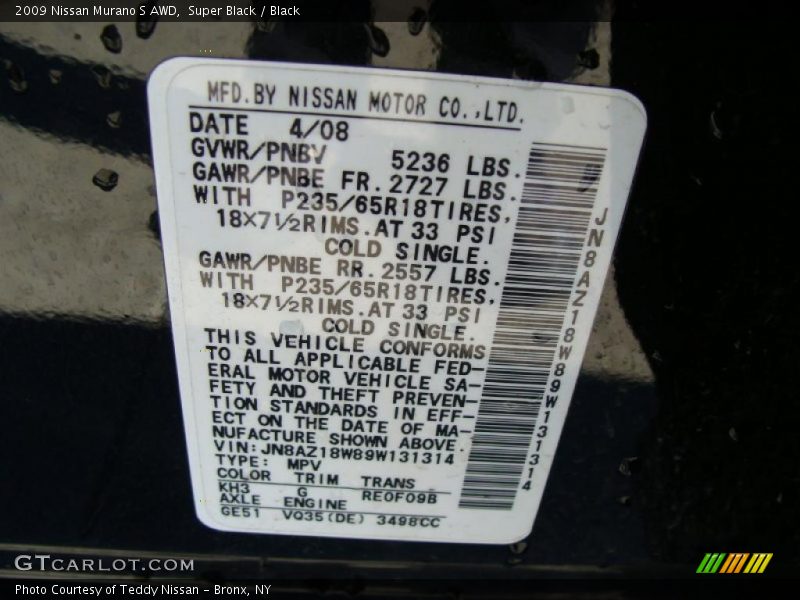 2009 Nissan Murano S AWD, Super Black / Black
MFD.BY NISSAN MOTOR CO.,LTD.
DATE 4/08
GVWR/PNBV 5236 LBS.
GAWR/PNBE FR.2727 LBS.
WITH P235/65R18TIRES,
18×7½RIMS.AT 33 PSI
COLD SINGLE.
GAWR/PNBE RR.2557 LBS.
WITH P235/65R18TIRES,
18×7½RIMS.AT 33 PSI
COLD SINGLE.
THIS VEHICLE CONFORMS
TO ALL APPLICABLE FED-
ERAL MOTOR VEHICLE SA-
FETY AND THEFT PREVEN-
TION STANDARDS IN EFF-
ECT ON THE DATE OF MA-
NUFACTURE SHOWN ABOVE.
VIN:JN8AZ18W89W131314
TYPE: MPV
COLOR TRIM TRANS
KH3 G RE0F09B
AXLE ENGINE
GE51 VQ35(DE) 3498CC
JN8AZ18W89W131314
GTCARLOT.COM
Photo Courtesy of Teddy Nissan - Bronx, NY